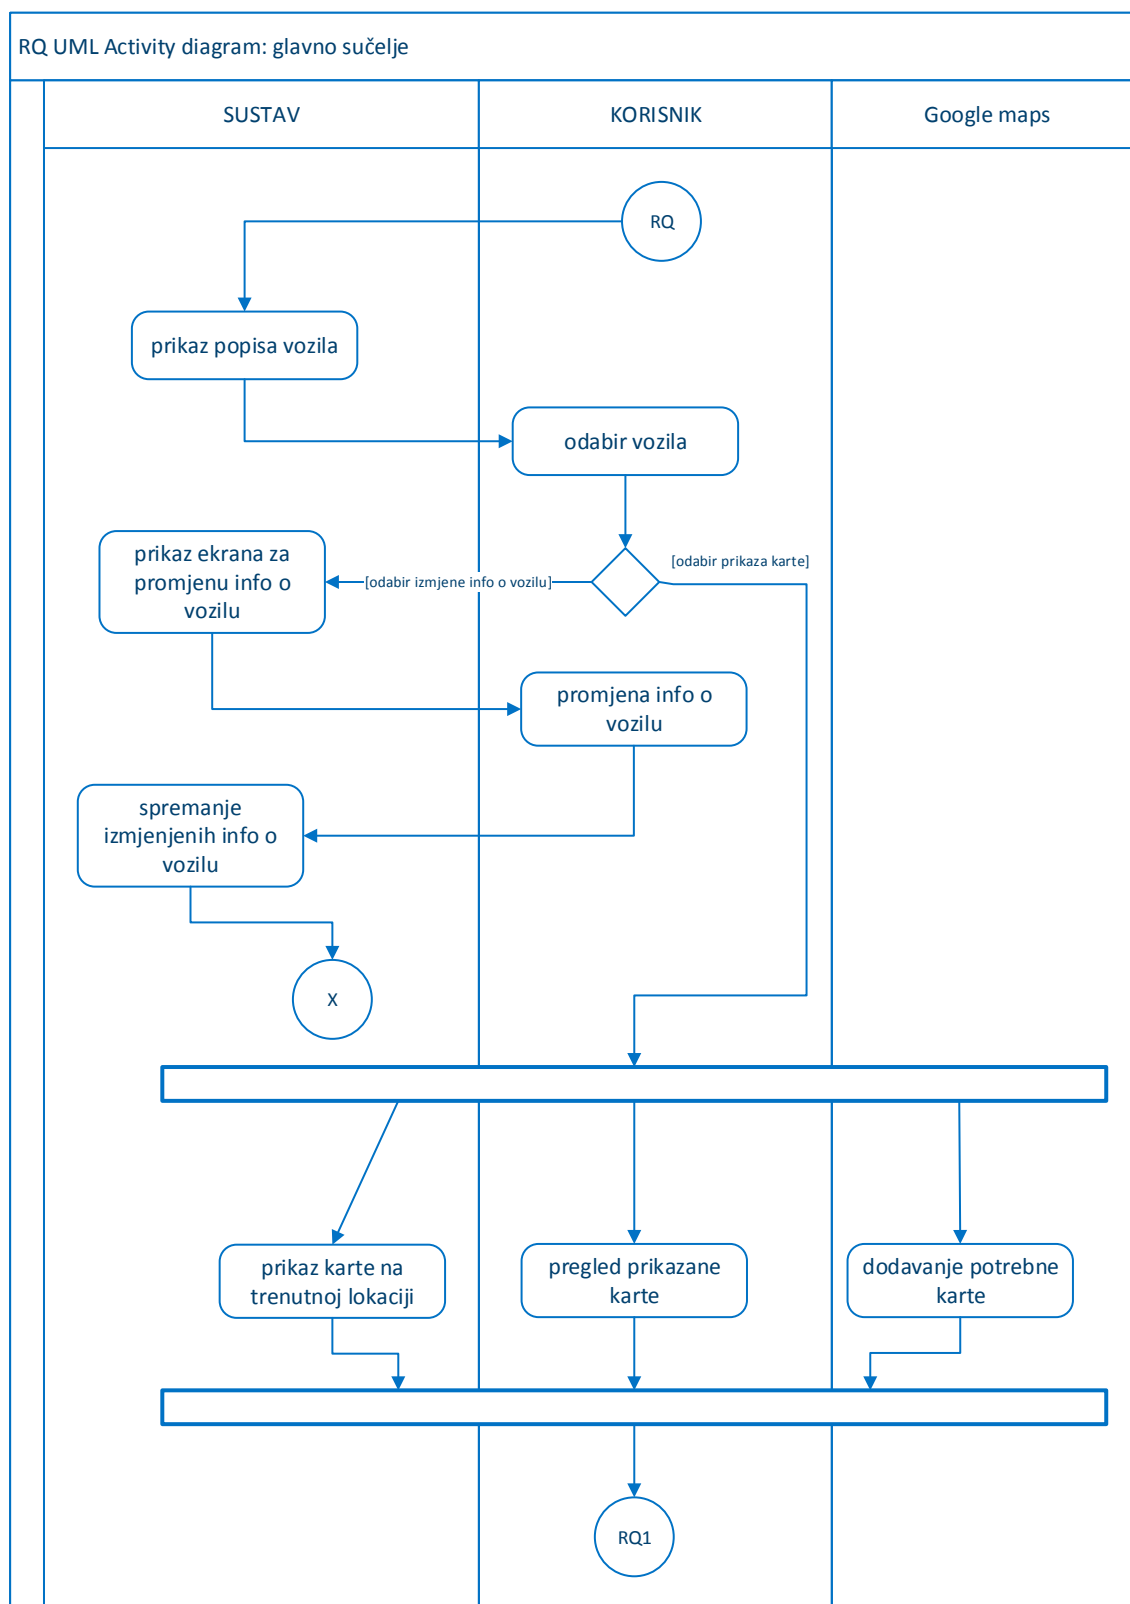 RQ UML Activity diagram: glavno sučelje
SUSTAV
KORISNIK
Google maps
RQ
prikaz popisa vozila
odabir vozila
prikaz ekrana za
promjenu info o
vozilu
[odabir izmjene info o vozilu]
[odabir prikaza karte]
promjena info o
vozilu
spremanje
izmjenjenih info o
vozilu
X
prikaz karte na
trenutnoj lokaciji
pregled prikazane
karte
dodavanje potrebne
karte
RQ1